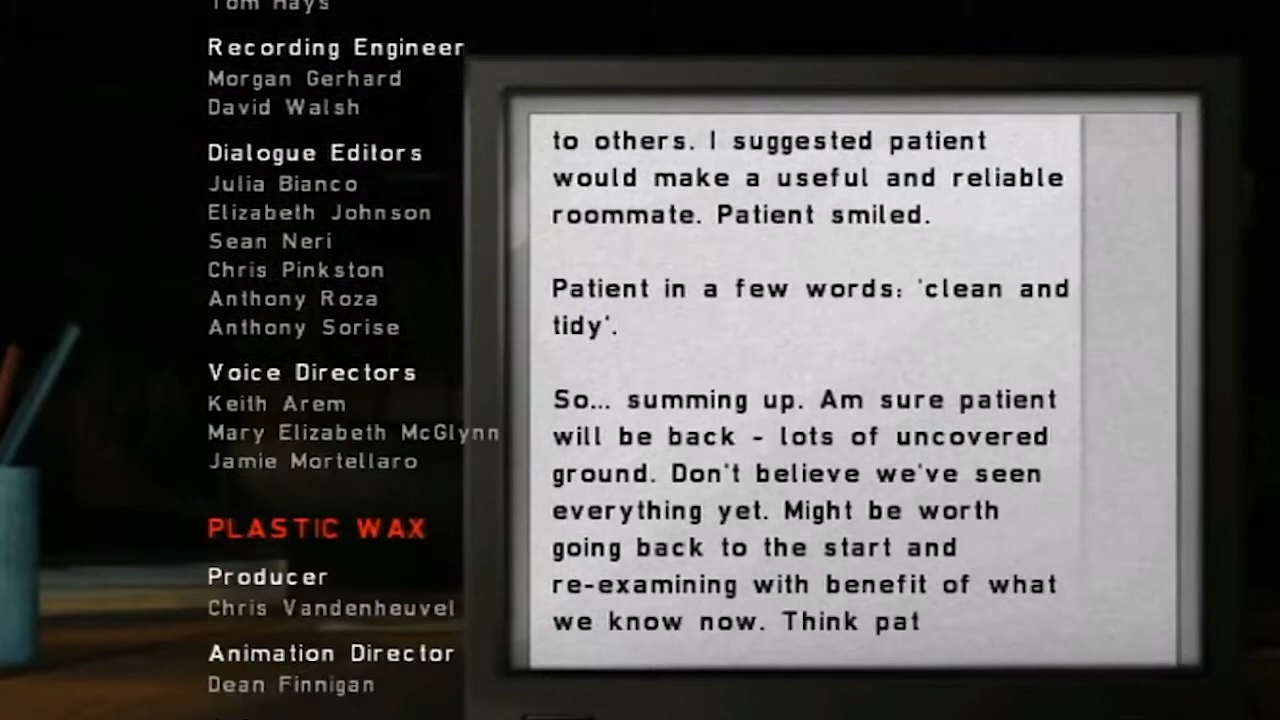 Tom Hays
Recording Engineer
Morgan Gerhard
David Walsh
Dialogue Editors
Julia Bianco
Elizabeth Johnson
Sean Neri
Chris Pinkston
Anthony Roza
Anthony Sorise
Voice Directors
Keith Arem
Mary Elizabeth McGlynn
Jamie Mortellaro
PLASTIC WAX
Producer
Chris Vandenheuvel
Animation Director
Dean Finnigan
to others. I suggested patient
would make a useful and reliable
roommate. Patient smiled.
Patient in a few words: 'clean and
tidy'.
So... summing up. Am sure patient
will be back - lots of uncovered
ground. Don't believe we've seen
everything yet. Might be worth
going back to the start and
re-examining with benefit of what
we know now. Think pat